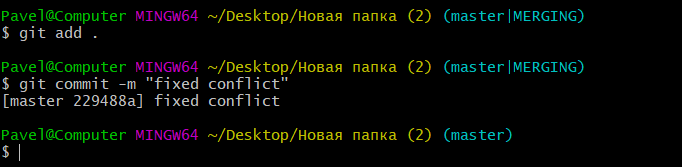 Pavel@Computer MINGW64 ~/Desktop/Новая папка (2) (master|MERGING)
$ git add .
Pavel@Computer MINGW64 ~/Desktop/Новая папка (2) (master|MERGING)
$ git commit -m "fixed conflict"
[master 229488a] fixed conflict
Pavel@Computer MINGW64 ~/Desktop/Новая папка (2) (master)
$